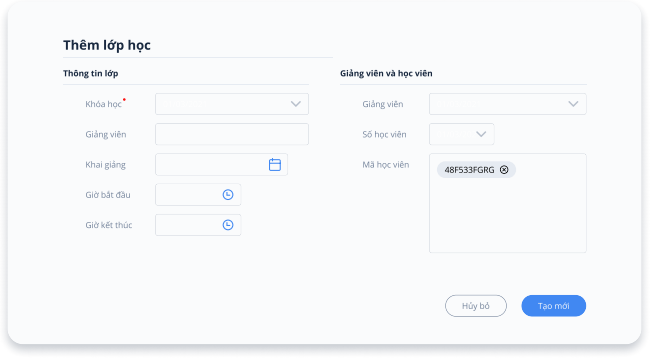 Thêm lớp học
Thông tin lớp
Khóa học*
Giảng viên
Khai giảng
Giờ bắt đầu
Giờ kết thúc
Giảng viên và học viên
Giảng viên
Số học viên
Mã học viên
48F533FGRG
Hủy bỏ
Tạo mới